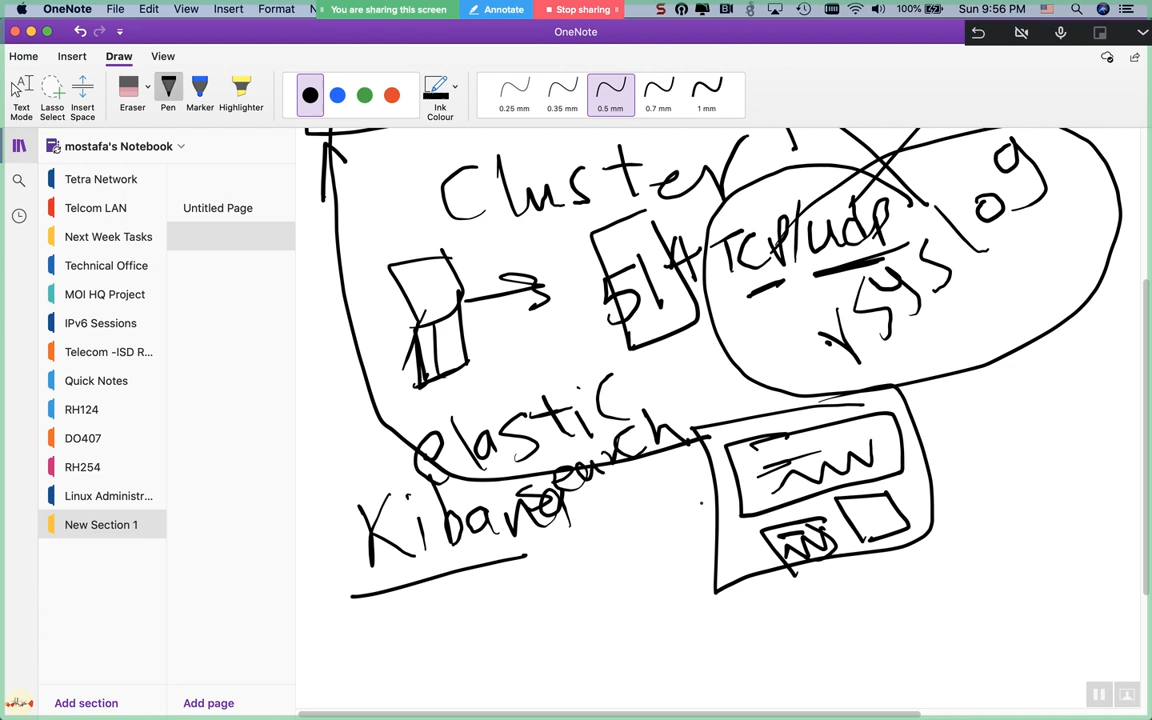 OneNote File Edit View Insert Format
You are sharing this screen
Annotate
Stop sharing
100%
Sun 9:56 PM
OneNote
Home Insert Draw View
Text Mode
Lasso Select
Insert Space
Eraser
Pen
Marker
Highlighter
Ink Colour
0.25 mm
0.35 mm
0.5 mm
0.7 mm
1 mm
mostafa's Notebook
Tetra Network
Telcom LAN
Next Week Tasks
Technical Office
MOI HQ Project
IPv6 Sessions
Telecom -ISD R...
Quick Notes
RH124
DO407
RH254
Linux Administr...
New Section 1
Add section
Untitled Page
Add page
Cluster
514
TCP/udp
rsys
log
elastic
search
Kibana